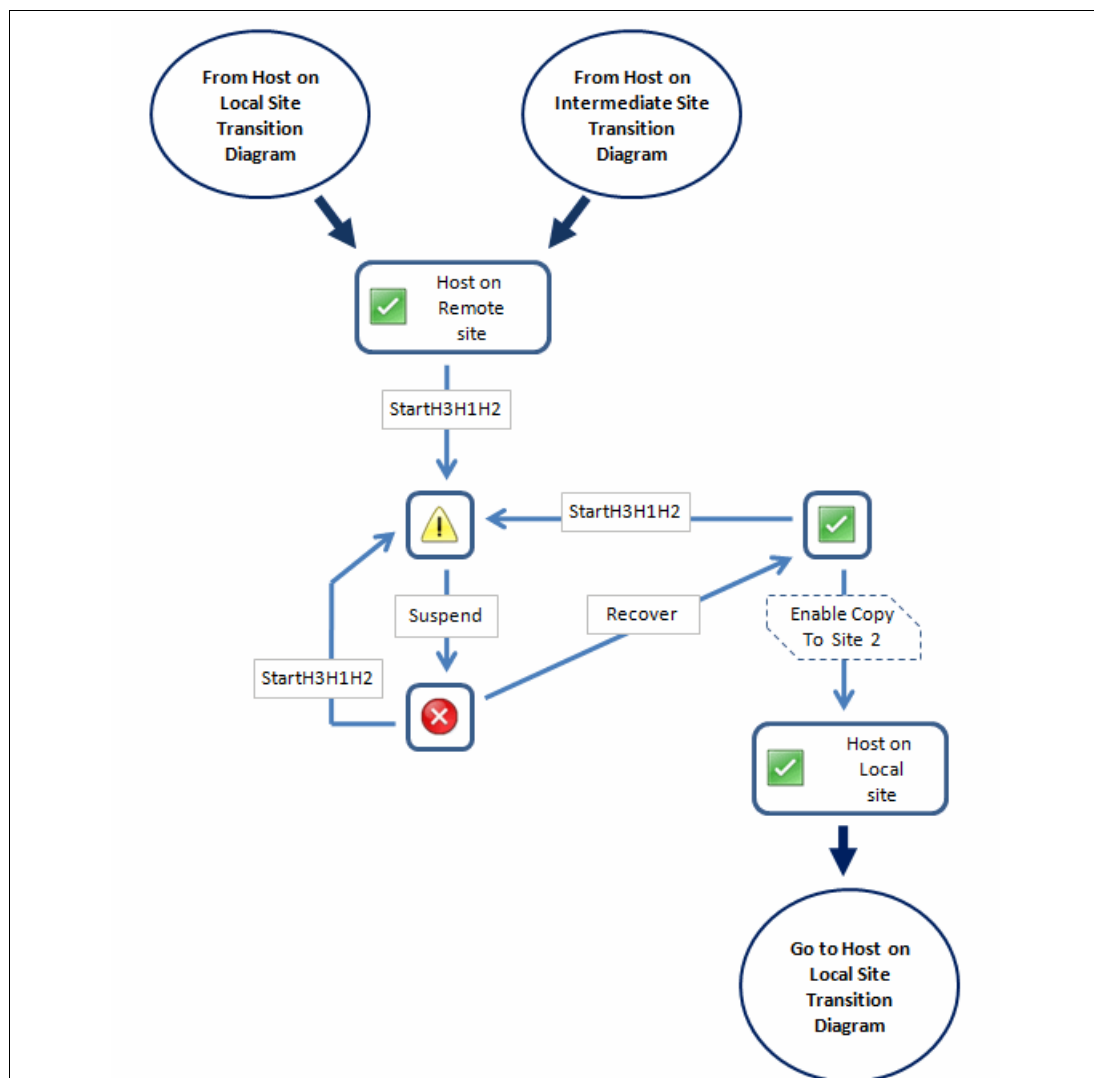 From Host on
Local Site
Transition
Diagram
From Host on
Intermediate Site
Transition
Diagram
Host on
Remote
site
StartH3H1H2
StartH3H1H2
Suspend
Recover
Enable Copy
To Site 2
StartH3H1H2
Host on
Local
site
Go to Host on
Local Site
Transition
Diagram